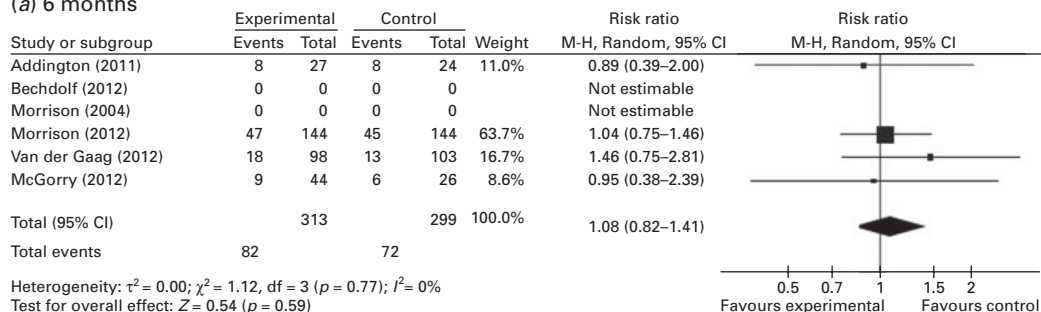 (a) 6 months
Experimental Control Risk ratio Risk ratio
Study or subgroup Events Total Events Total Weight M-H, Random, 95% CI M-H, Random, 95% CI
Addington (2011) 8 27 8 24 11.0% 0.89 (0.39–2.00)
Bechdolf (2012) 0 0 0 0 Not estimable
Morrison (2004) 0 0 0 0 Not estimable
Morrison (2012) 47 144 45 144 63.7% 1.04 (0.75–1.46)
Van der Gaag (2012) 18 98 13 103 16.7% 1.46 (0.75–2.81)
McGorry (2012) 9 44 6 26 8.6% 0.95 (0.38–2.39)
Total (95% CI) 313 299 100.0% 1.08 (0.82–1.41)
Total events 82 72
Heterogeneity: τ² = 0.00; χ² = 1.12, df = 3 (p = 0.77); I² = 0%
Test for overall effect: Z = 0.54 (p = 0.59)
0.5 0.7 1 1.5 2
Favours experimental Favours control